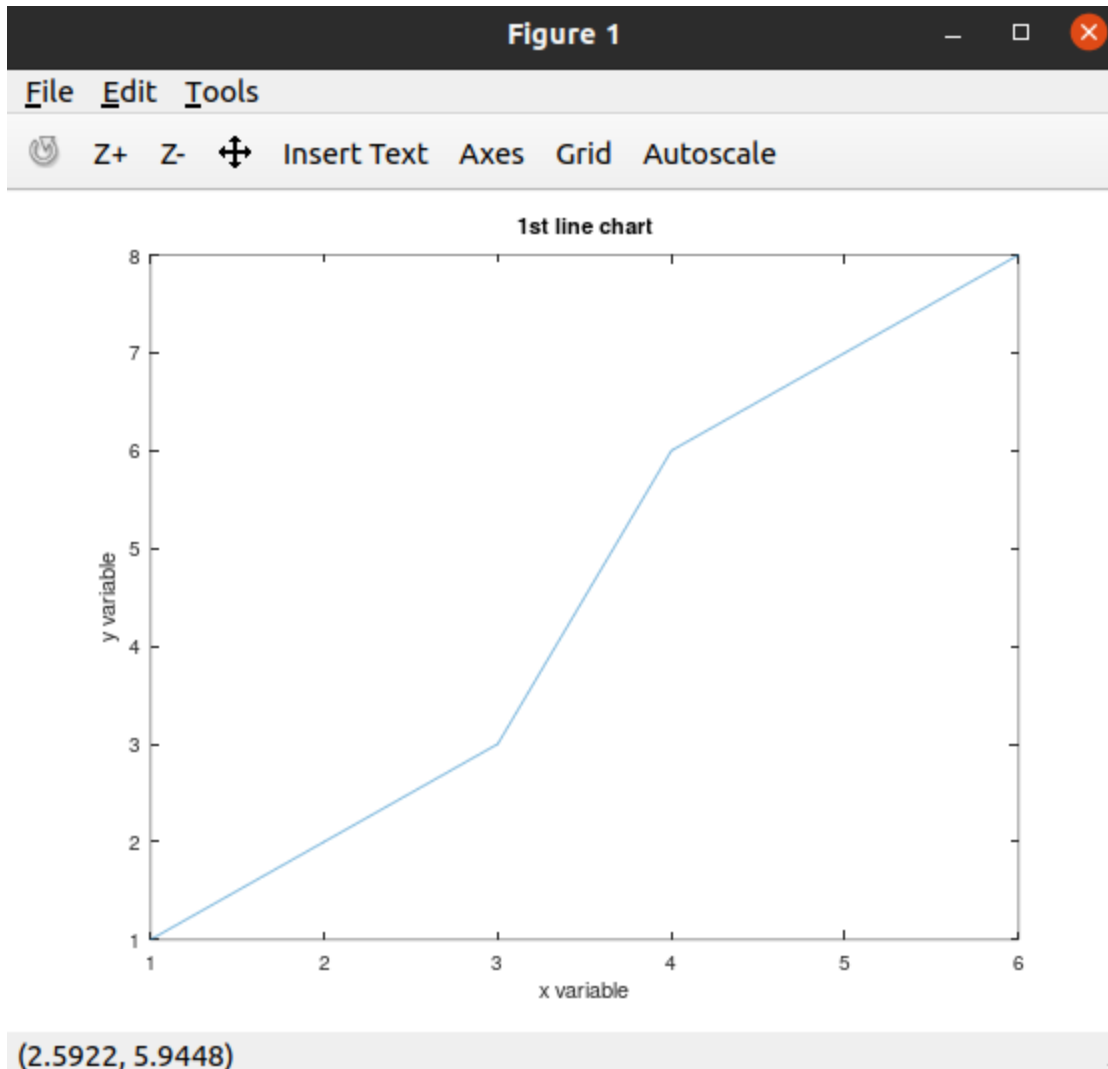 Figure 1
File Edit Tools
Z+ Z- Insert Text Axes Grid Autoscale
1st line chart
8
7
6
5
4
3
2
1
y variable
1 2 3 4 5 6
x variable
(2.5922, 5.9448)